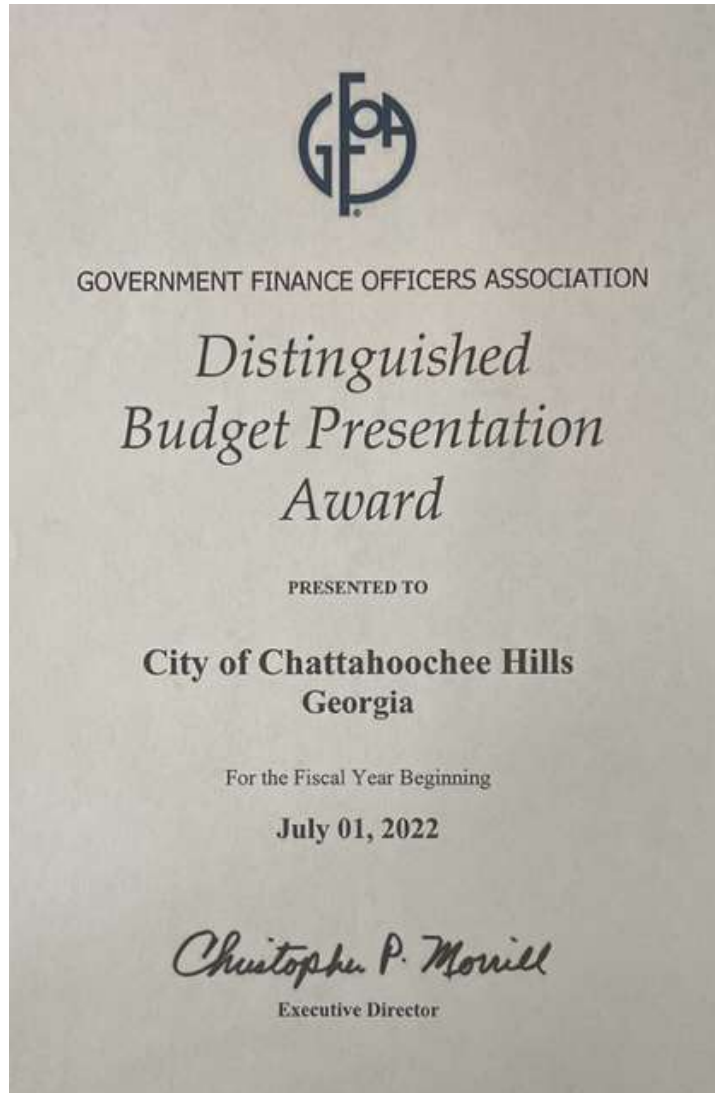 GFOA
GOVERNMENT FINANCE OFFICERS ASSOCIATION
Distinguished
Budget Presentation
Award
PRESENTED TO
City of Chattahoochee Hills
Georgia
For the Fiscal Year Beginning
July 01, 2022
Christopher P. Morrill
Executive Director